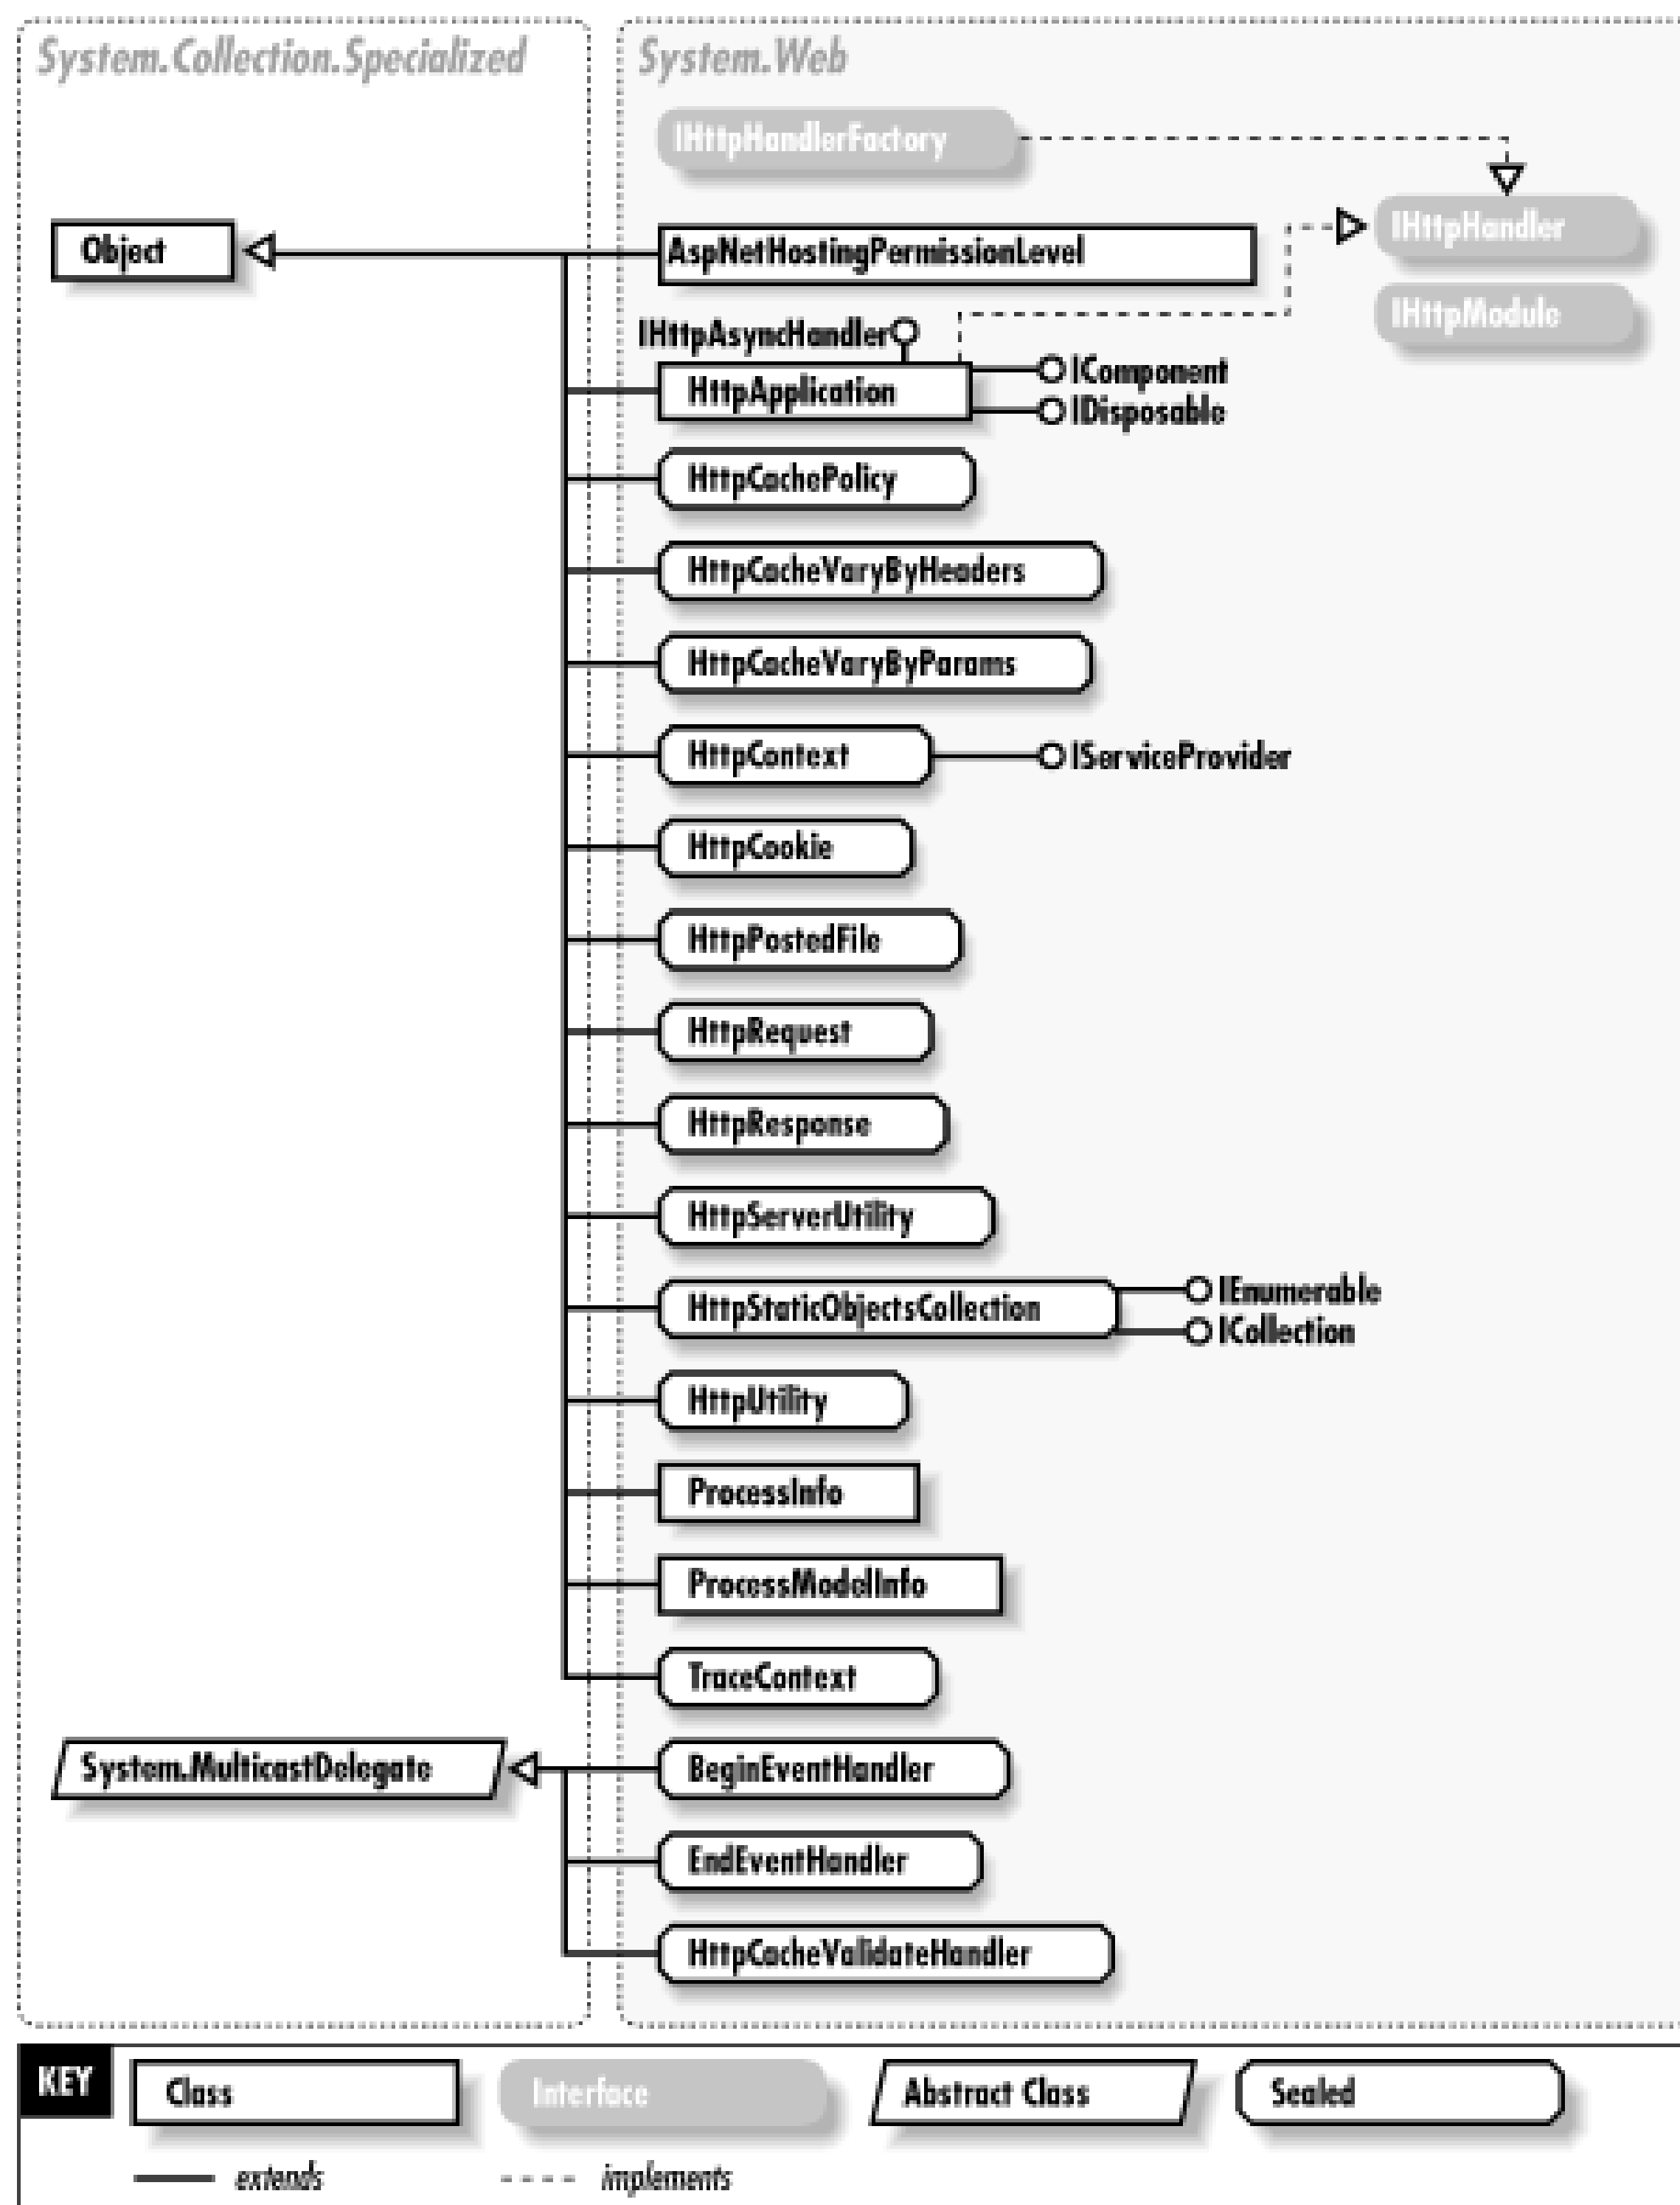 System.Collection.Specialized
System.Web
IHttpHandlerFactory
IHttpHandler
Object
AspNetHostingPermissionLevel
IHttpModule
IHttpAsyncHandler
HttpApplication
IComponent
IDisposable
HttpCachePolicy
HttpCacheVaryByHeaders
HttpCacheVaryByParams
HttpContext
IServiceProvider
HttpCookie
HttpPostedFile
HttpRequest
HttpResponse
HttpServerUtility
HttpStaticObjectsCollection
IEnumerable
ICollection
HttpUtility
ProcessInfo
ProcessModelInfo
TraceContext
System.MulticastDelegate
BeginEventHandler
EndEventHandler
HttpCacheValidateHandler
KEY
Class
Interface
Abstract Class
Sealed
extends
implements